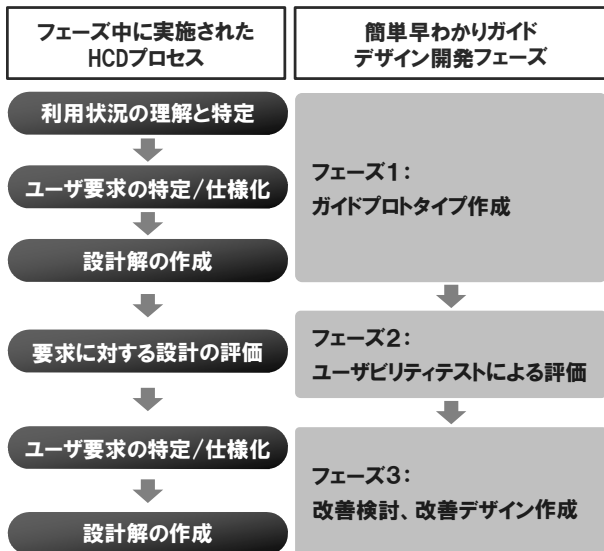 フェーズ中に実施された
HCDプロセス
簡単早わかりガイド
デザイン開発フェーズ
利用状況の理解と特定
ユーザ要求の特定/仕様化
設計解の作成
要求に対する設計の評価
ユーザ要求の特定/仕様化
設計解の作成
フェーズ1：
ガイドプロトタイプ作成
フェーズ2：
ユーザビリティテストによる評価
フェーズ3：
改善検討、改善デザイン作成